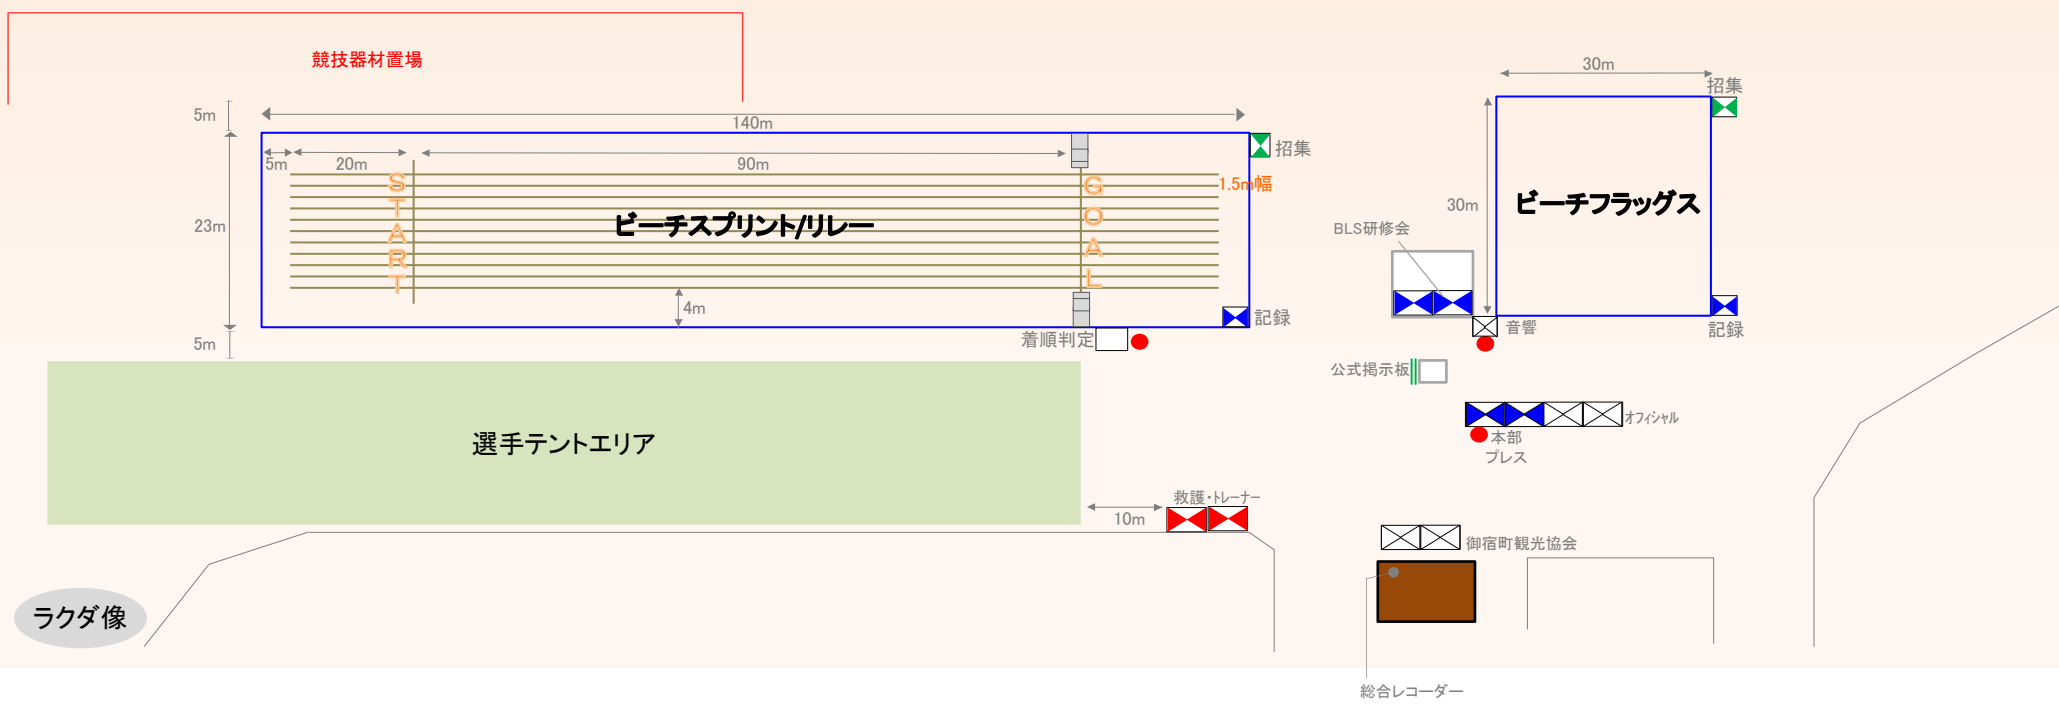 競技器材置場
30m
招集
5m
140m
招集
5m
20m
90m
1.5m幅
START
GOAL
ビーチスプリント/リレー
ビーチフラッグス
23m
30m
BLS研修会
4m
記録
音響
記録
5m
着順判定
公式掲示板
オフィシャル
本部
プレス
選手テントエリア
救護・トレーナー
10m
御宿町観光協会
ラクダ像
総合レコーダー